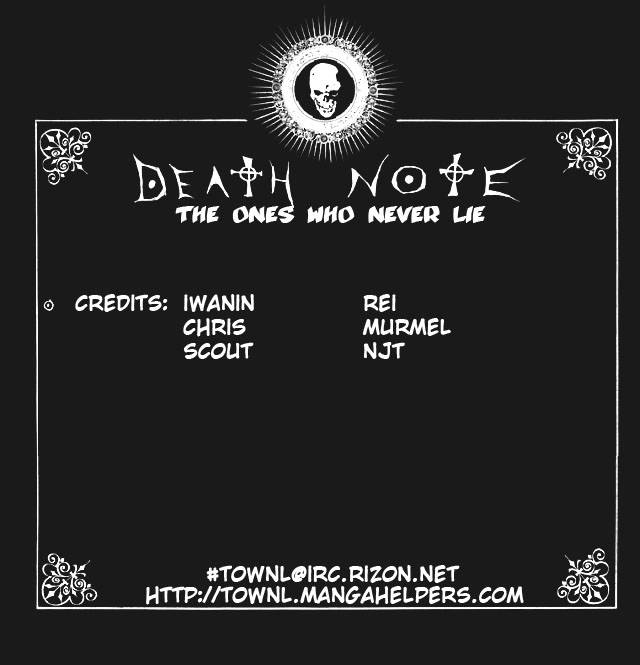 DEATH NOTE
THE ONES WHO NEVER LIE
CREDITS: IWANIN REI
CHRIS MURMEL
SCOUT NJT
#TOWNL@IRC.RIZON.NET
HTTP://TOWNL.MANGAHELPERS.COM